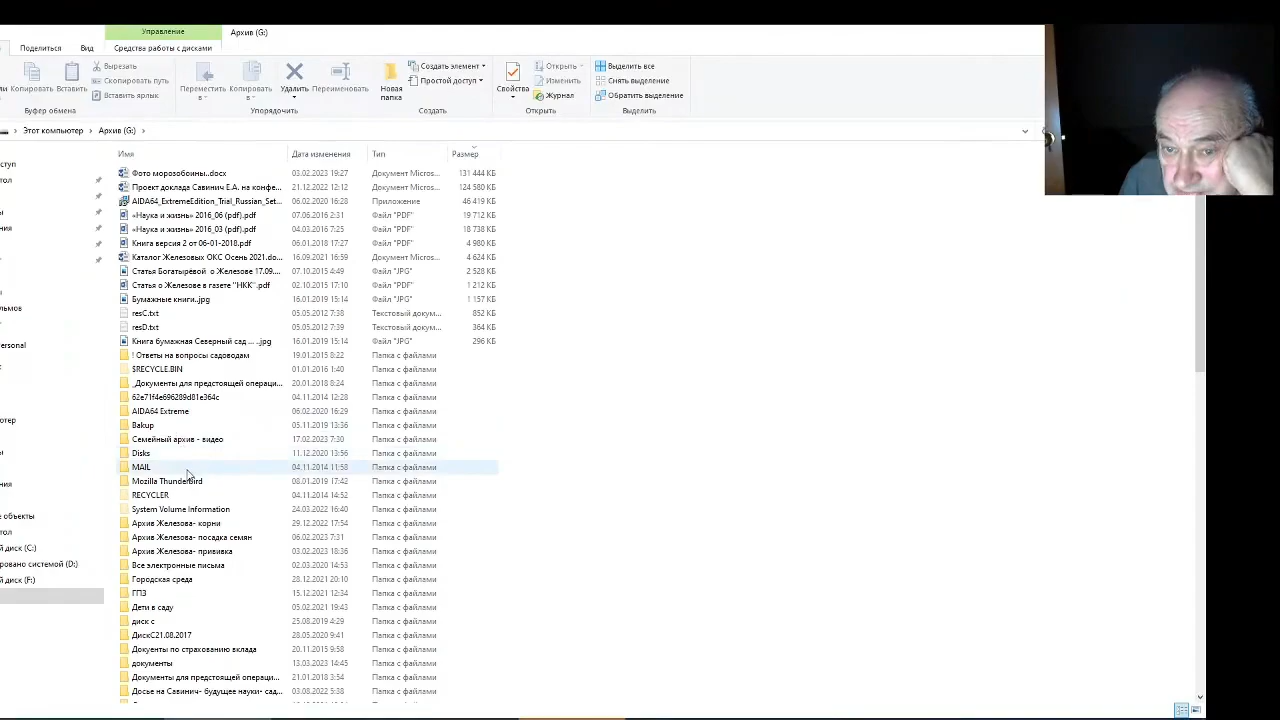 Управление
Архив (G:)
Поделиться
Вид
Средства работы с дисками
Копировать
Вставить
Вырезать
Скопировать путь
Вставить ярлык
Буфер обмена
Переместить в
Копировать в
Удалить
Переименовать
Упорядочить
Новая папка
Создать элемент
Простой доступ
Создать
Свойства
Открыть
Изменить
Журнал
Открыть
Выделить все
Снять выделение
Обратить выделение
Выделить
Этот компьютер > Архив (G:) >
Имя Дата изменения Тип Размер
Фото морозобоины..docx 03.02.2023 19:27 Документ Micros... 131 444 КБ
Проект доклада Савинич Е.А. на конфе... 21.12.2022 12:12 Документ Micros... 124 580 КБ
AIDA64_ExtremeEdition_Trial_Russian_Set... 06.02.2020 16:28 Приложение 46 419 КБ
«Наука и жизнь» 2016_06 (pdf).pdf 07.06.2016 2:31 Файл "PDF" 19 712 КБ
«Наука и жизнь» 2016_03 (pdf).pdf 04.03.2016 7:25 Файл "PDF" 18 738 КБ
Книга версия 2 от 06-01-2018.pdf 06.01.2018 17:27 Файл "PDF" 4 980 КБ
Каталог Железовых ОКС Осень 2021.do... 16.09.2021 16:59 Документ Micros... 4 624 КБ
Статья Богатырёвой о Железове 17.09.... 07.10.2015 4:49 Файл "JPG" 2 528 КБ
Статья о Железове в газете "НКК".pdf 02.10.2015 17:10 Файл "PDF" 1 212 КБ
Бумажные книги..jpg 16.01.2019 15:14 Файл "JPG" 1 157 КБ
resC.txt 05.05.2012 7:38 Текстовый докум... 852 КБ
resD.txt 05.05.2012 7:39 Текстовый докум... 364 КБ
Книга бумажная Северный сад ... ..jpg 16.01.2019 15:14 Файл "JPG" 296 КБ
! Ответы на вопросы садоводам 19.01.2015 8:22 Папка с файлами
$RECYCLE.BIN 01.01.2016 1:40 Папка с файлами
_Документы для предстоящей операци... 20.01.2018 8:24 Папка с файлами
62e71f4e696289d81e364c 04.11.2014 12:28 Папка с файлами
AIDA64 Extreme 06.02.2020 16:29 Папка с файлами
Bakup 05.11.2019 13:36 Папка с файлами
Cемейный архив - видео 17.02.2023 7:30 Папка с файлами
Disks 11.12.2020 13:56 Папка с файлами
MAIL 04.11.2014 11:58 Папка с файлами
Mozilla Thunderbird 08.01.2019 17:42 Папка с файлами
RECYCLER 04.11.2014 14:52 Папка с файлами
System Volume Information 24.03.2022 16:40 Папка с файлами
Архив Железова- корни 29.12.2022 17:54 Папка с файлами
Архив Железова- посадка семян 06.02.2023 7:31 Папка с файлами
Архив Железова- прививка 03.02.2023 18:36 Папка с файлами
Все электронные письма 02.03.2020 14:53 Папка с файлами
Городская среда 28.12.2021 20:10 Папка с файлами
ГПЗ 15.12.2021 12:34 Папка с файлами
Дети в саду 05.02.2021 19:43 Папка с файлами
диск с 25.08.2019 4:29 Папка с файлами
ДискС21.08.2017 28.05.2020 9:41 Папка с файлами
Докуенты по страхованию вклада 20.11.2015 9:58 Папка с файлами
документы 13.03.2023 14:45 Папка с файлами
Документы для предстоящей операци... 21.01.2018 3:54 Папка с файлами
Досье на Савинич- будущее науки- сад... 03.08.2022 5:38 Папка с файлами
ступ
тол
ы
ния
льмов
ersonal
отер
ы
ния
е объекты
тол
й диск (C:)
ровано системой (D:)
й диск (F:)